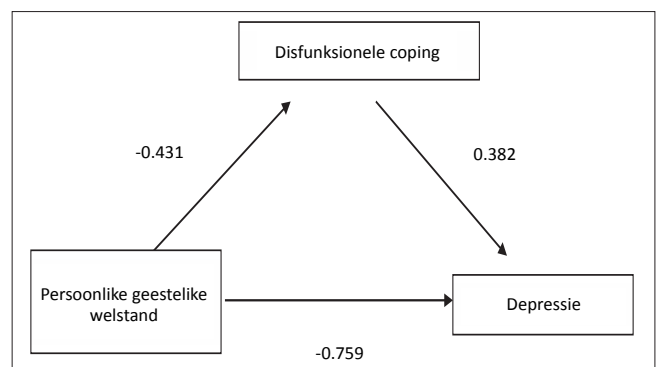 Disfunksionele coping
-0.431
0.382
Persoonlike geestelike
welstand
Depressie
-0.759